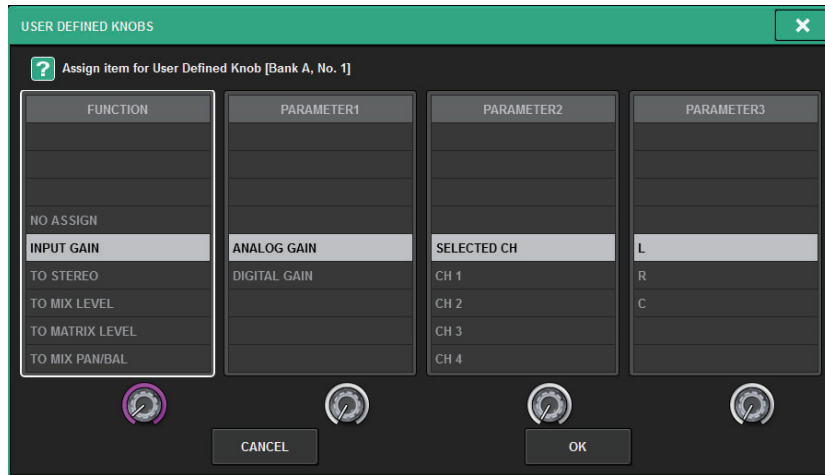 USER DEFINED KNOBS
? Assign item for User Defined Knob [Bank A, No. 1]
FUNCTION PARAMETER1 PARAMETER2 PARAMETER3
NO ASSIGN
INPUT GAIN ANALOG GAIN SELECTED CH L
TO STEREO DIGITAL GAIN CH 1 R
TO MIX LEVEL CH 2 C
TO MATRIX LEVEL CH 3
TO MIX PAN/BAL CH 4
CANCEL OK